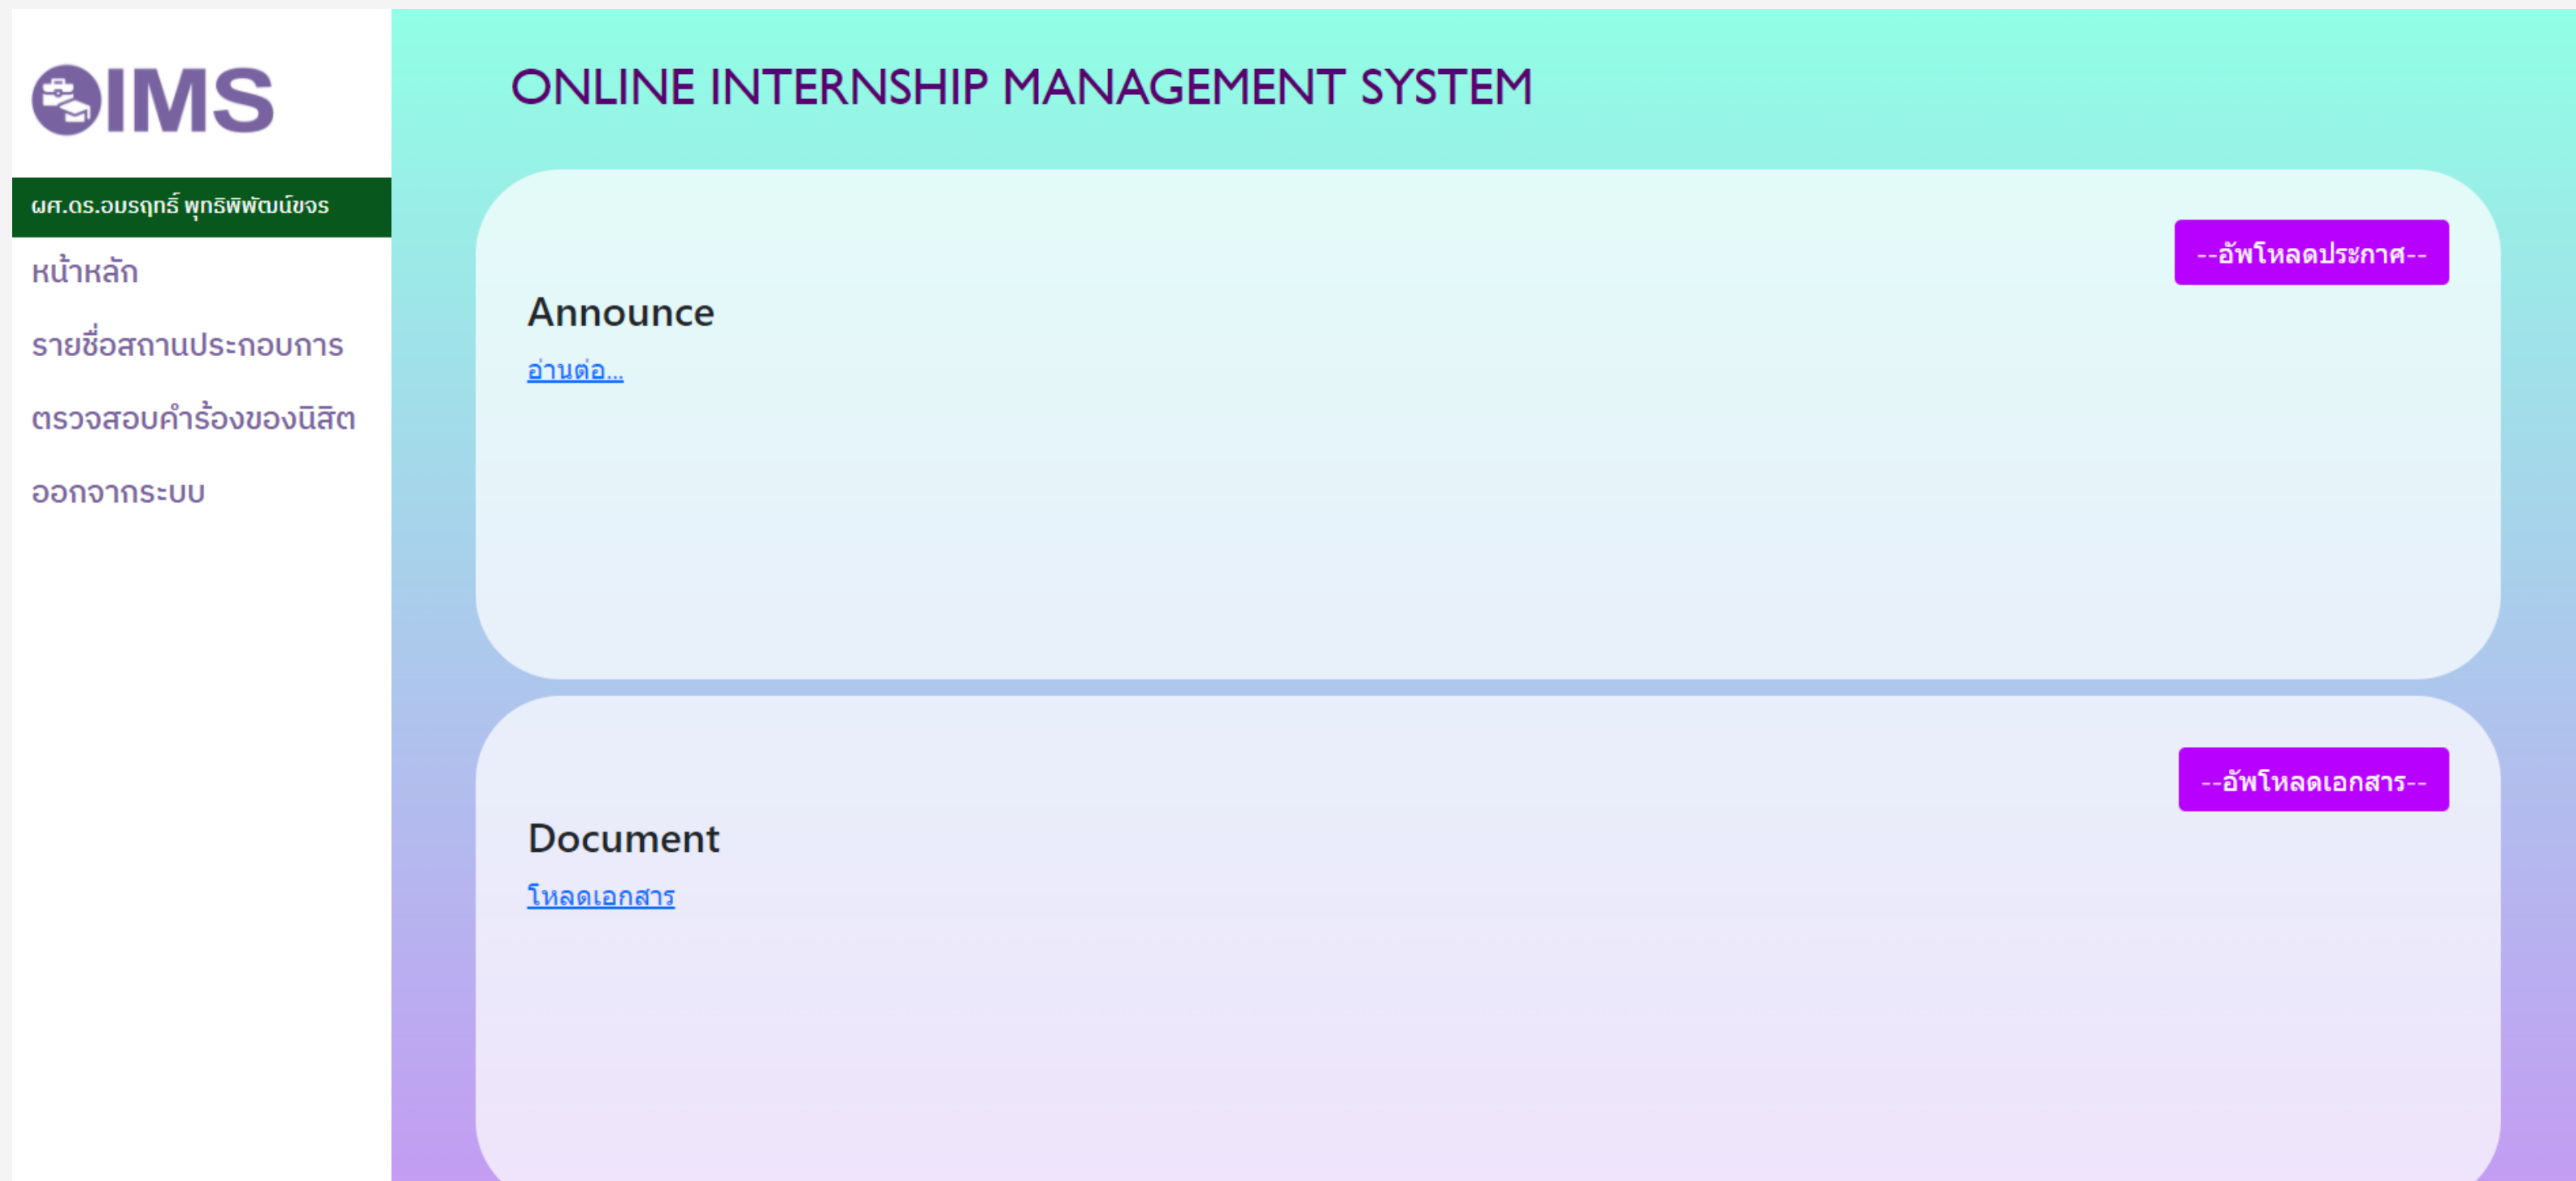 OIMS
ผศ.ดร.อมรฤทธิ์ พุทธิพิพัฒน์ขจร
หน้าหลัก
รายชื่อสถานประกอบการ
ตรวจสอบคำร้องของนิสิต
ออกจากระบบ
ONLINE INTERNSHIP MANAGEMENT SYSTEM
--อัพโหลดประกาศ--
Announce
อ่านต่อ...
--อัพโหลดเอกสาร--
Document
โหลดเอกสาร